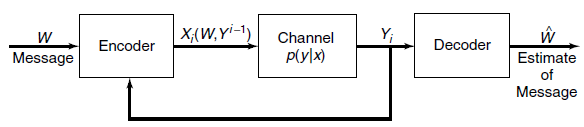 W
Message
Encoder
X_i(W,Y^{i−1})
Channel
p(y|x)
Y_i
Decoder
Ŵ
Estimate
of
Message